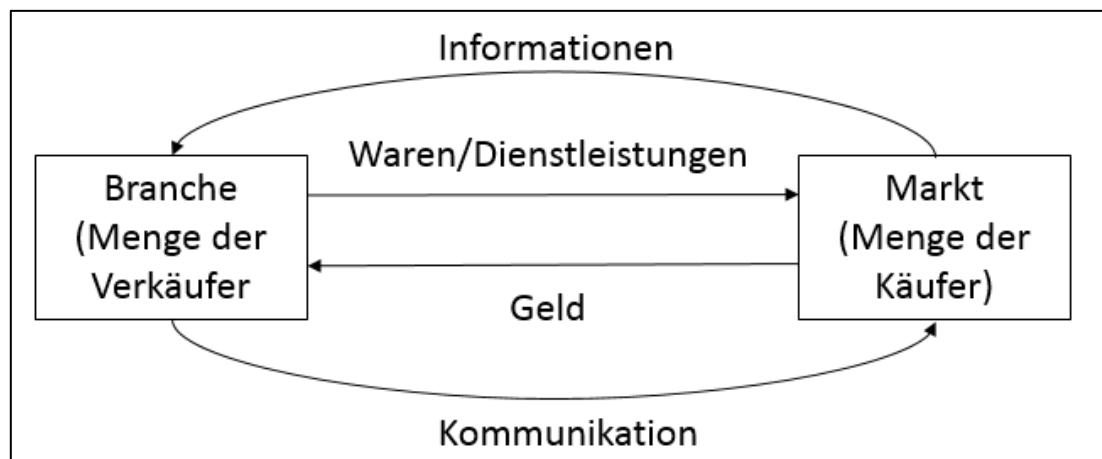 Informationen
Waren/Dienstleistungen
Branche
(Menge der
Verkäufer
Markt
(Menge der
Käufer)
Geld
Kommunikation